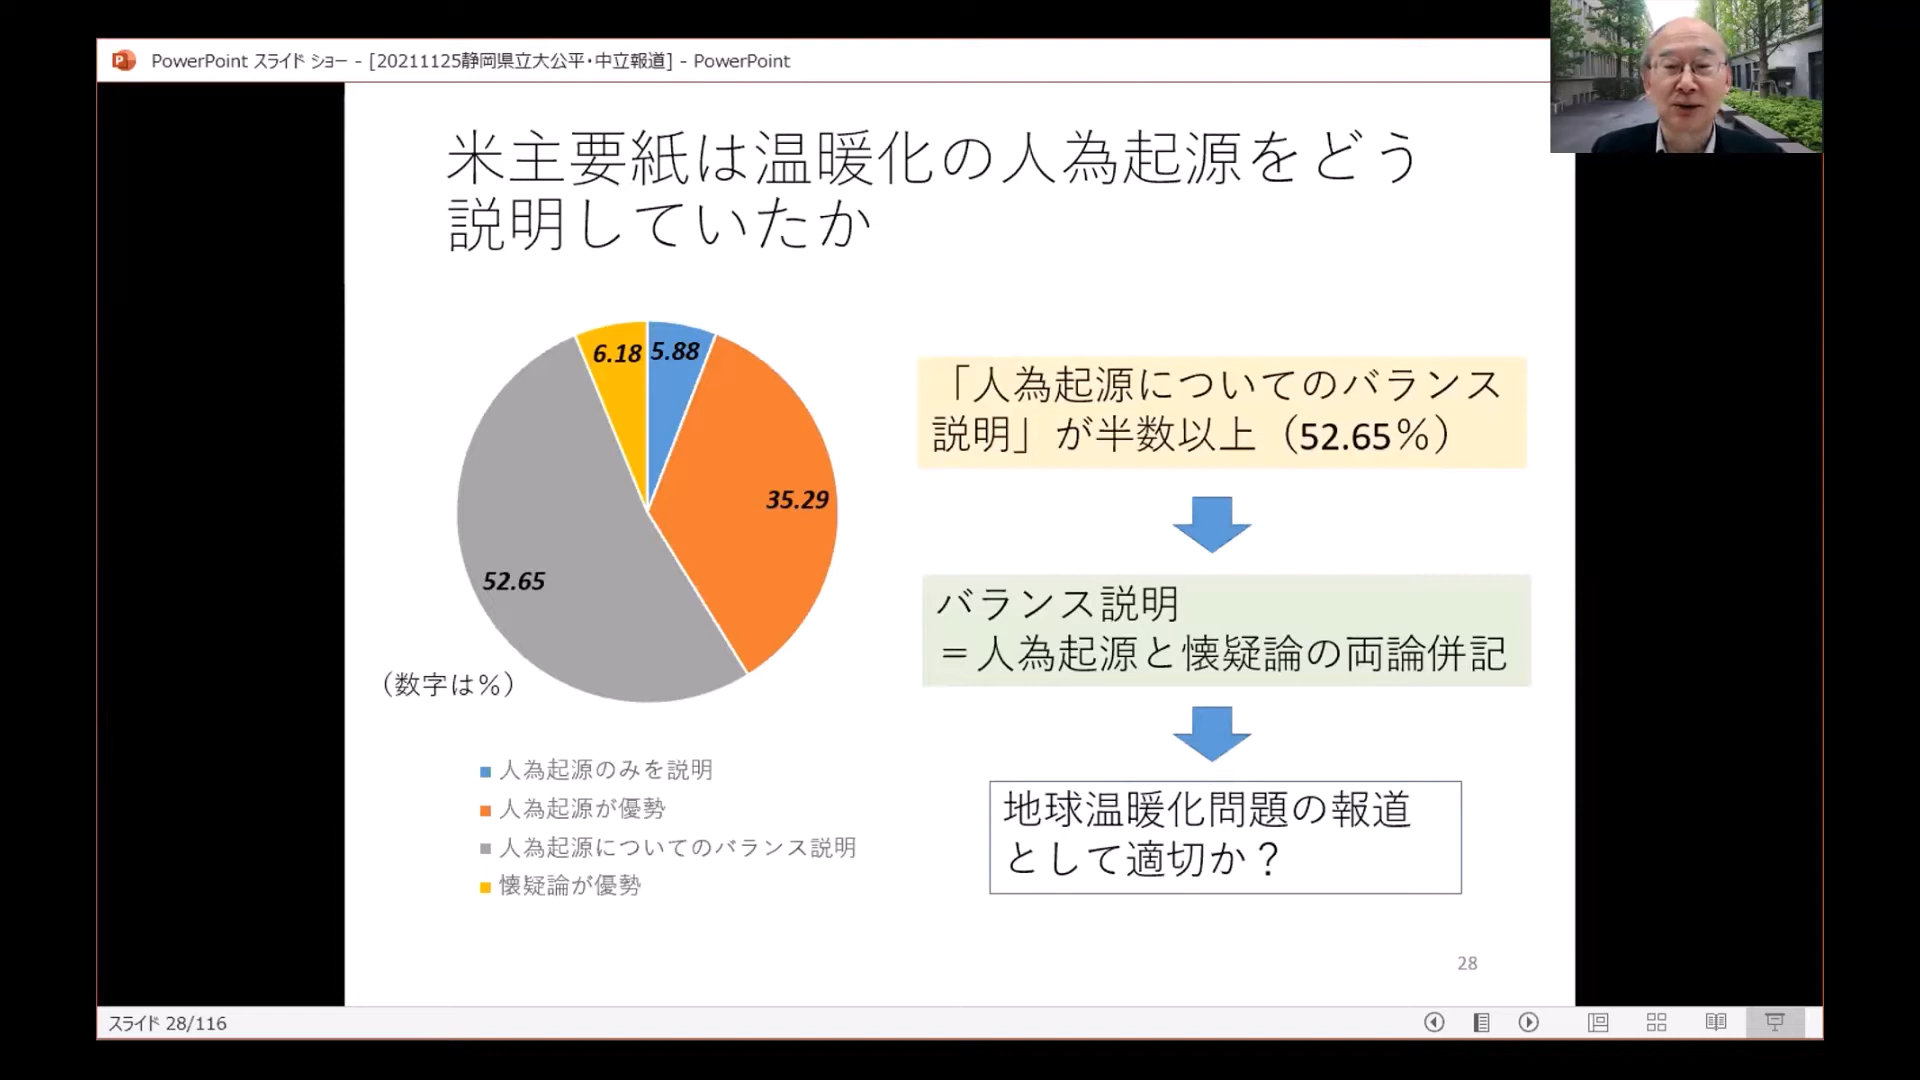 PowerPoint スライド ショー - [20211125静岡県立大公平・中立報道] - PowerPoint
米主要紙は温暖化の人為起源をどう
説明していたか
6.18
5.88
35.29
52.65
（数字は％）
人為起源のみを説明
人為起源が優勢
人為起源についてのバランス説明
懐疑論が優勢
「人為起源についてのバランス
説明」が半数以上（52.65％）
バランス説明
＝人為起源と懐疑論の両論併記
地球温暖化問題の報道
として適切か？
28
スライド 28/116